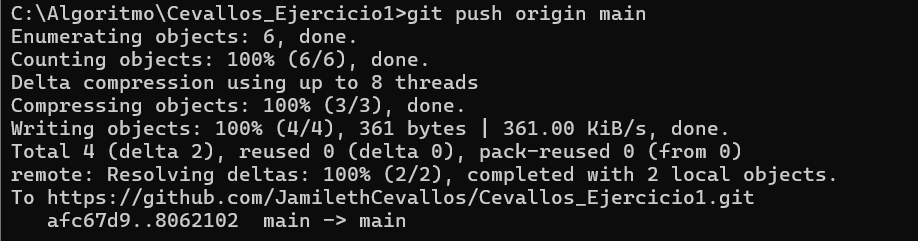 C:\Algoritmo\Cevallos_Ejercicio1>git push origin main
Enumerating objects: 6, done.
Counting objects: 100% (6/6), done.
Delta compression using up to 8 threads
Compressing objects: 100% (3/3), done.
Writing objects: 100% (4/4), 361 bytes | 361.00 KiB/s, done.
Total 4 (delta 2), reused 0 (delta 0), pack-reused 0 (from 0)
remote: Resolving deltas: 100% (2/2), completed with 2 local objects.
To https://github.com/JamilethCevallos/Cevallos_Ejercicio1.git
   afc67d9..8062102  main -> main